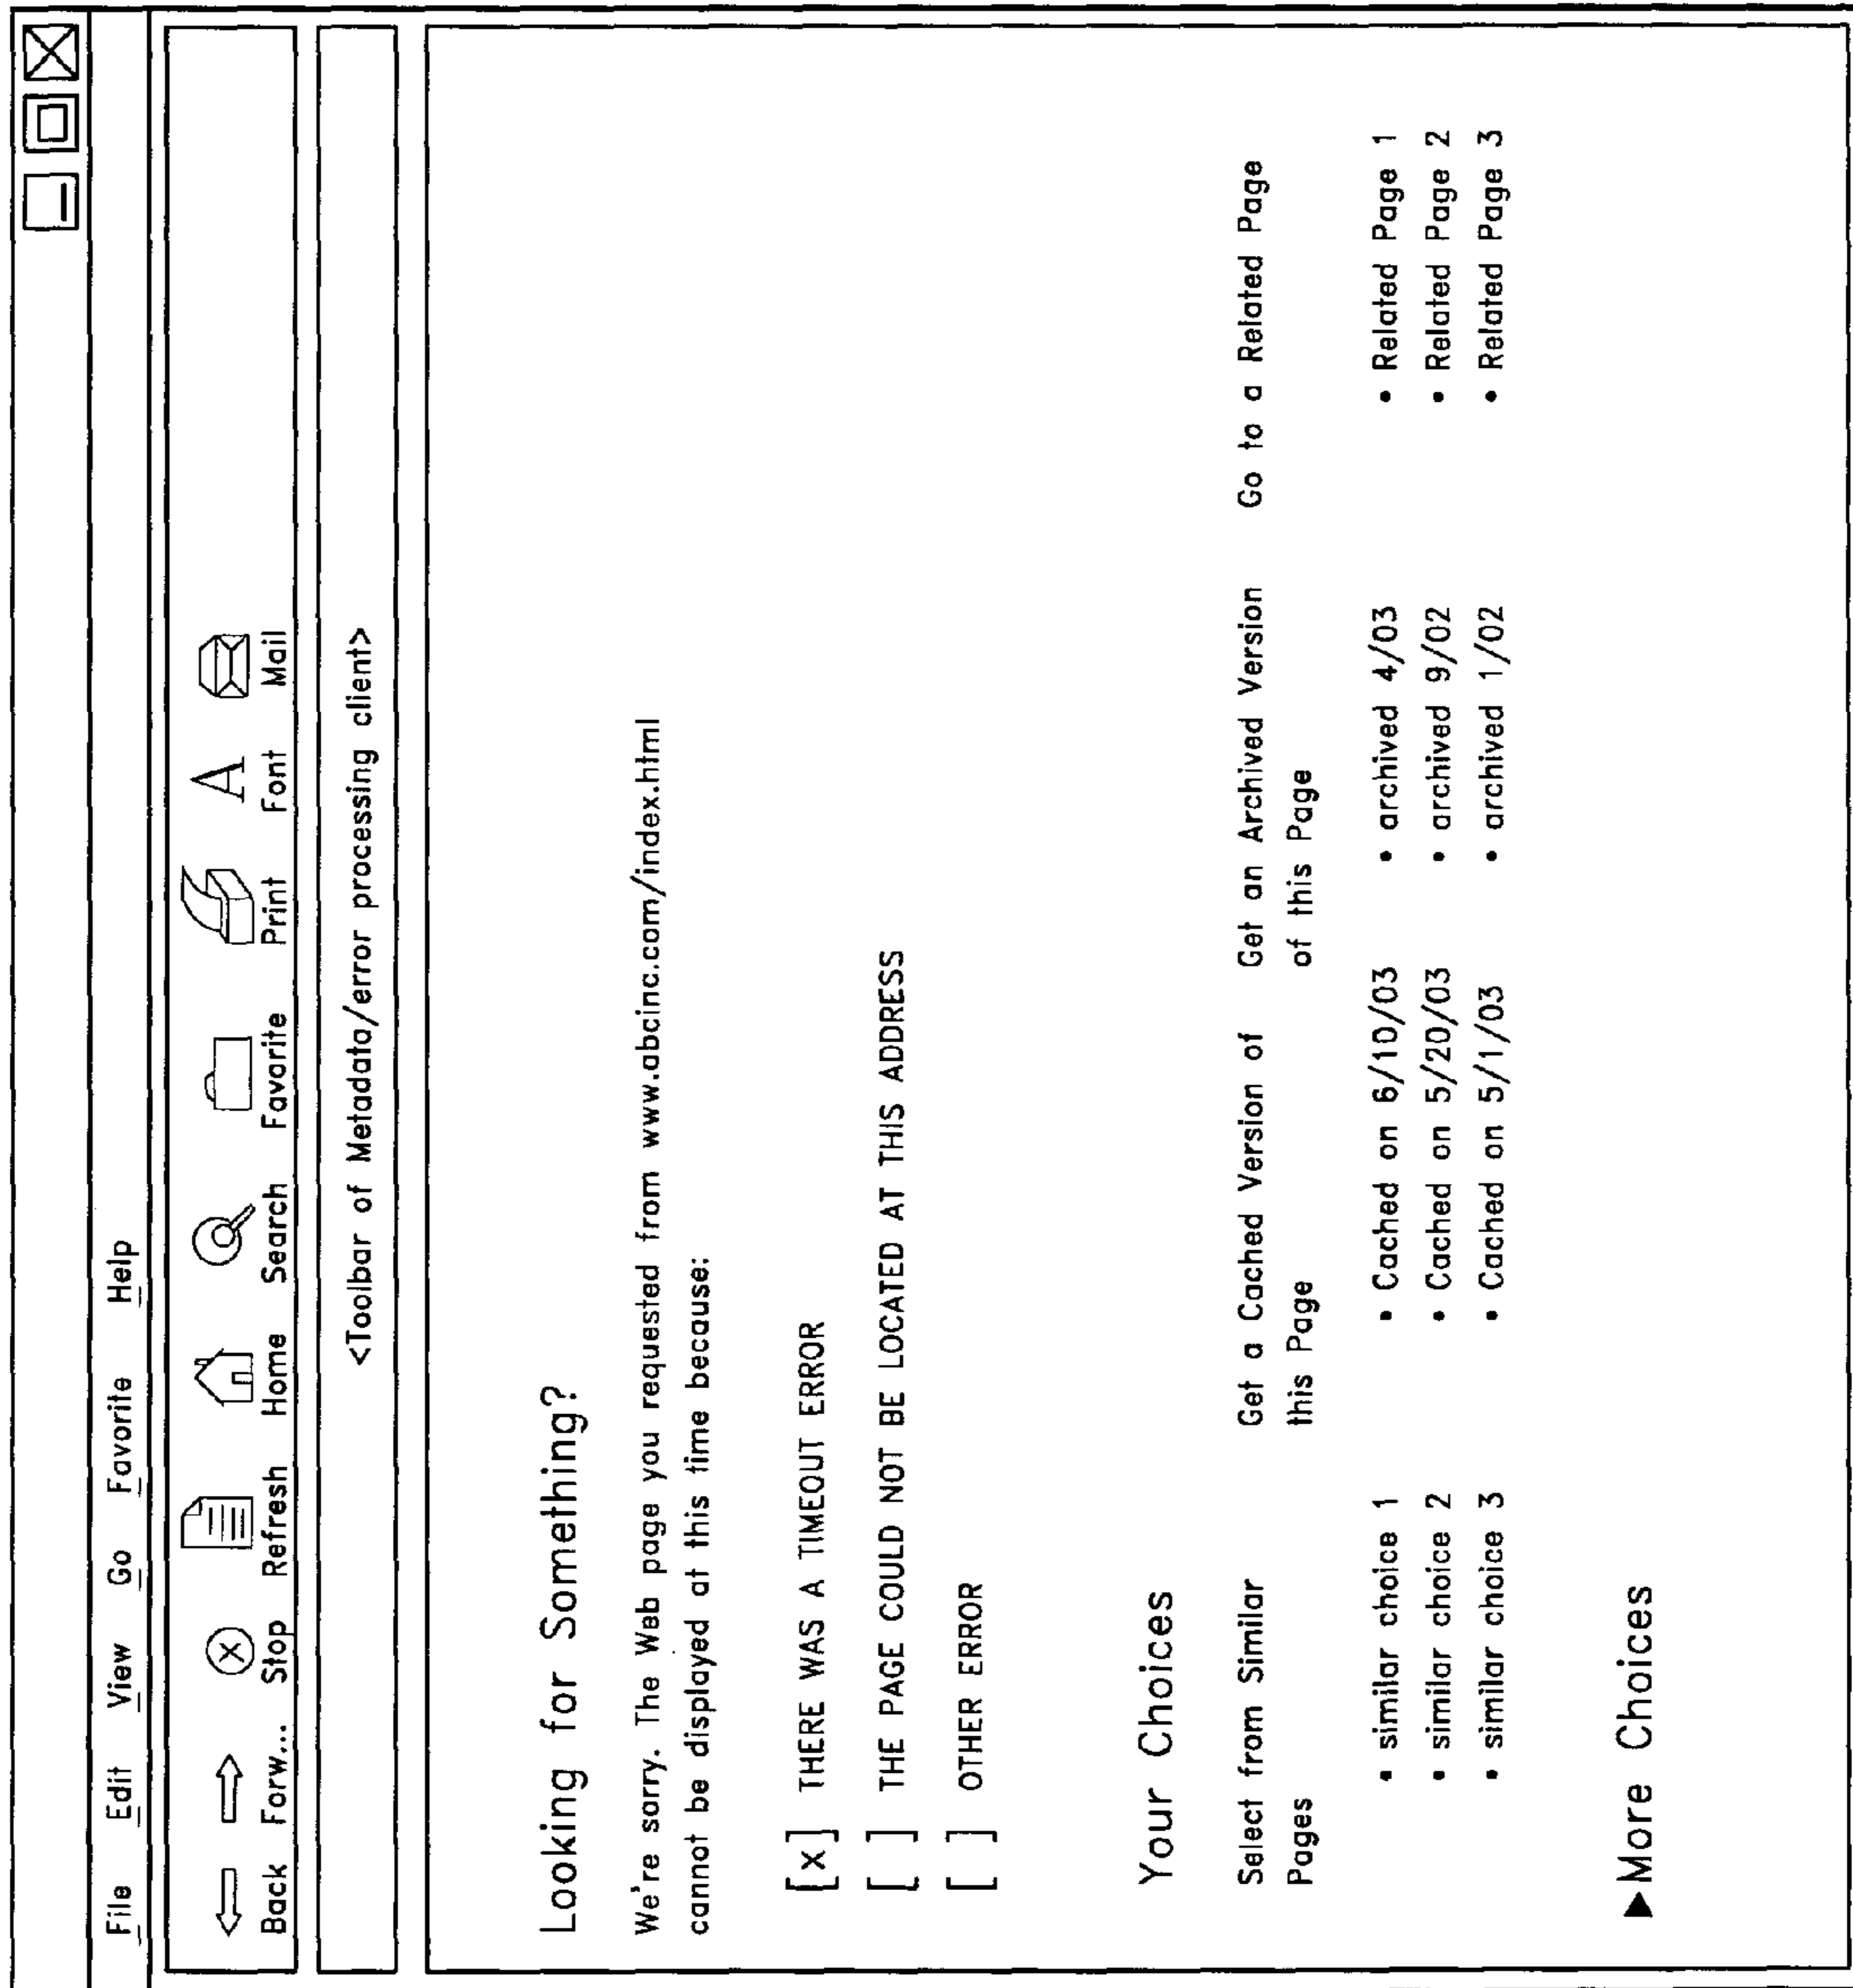 File Edit View Go Favorite Help
Back Forw... Stop Refresh Home Search Favarite Print Font Mail
<Toolbar of Metadata/error processing client>
Looking for Something?
We're sorry. The Web page you requested from www.abcinc.com/index.html
cannot be displayed at this time because:
[x] THERE WAS A TIMEOUT ERROR
[ ] THE PAGE COULD NOT BE LOCATED AT THIS ADDRESS
[ ] OTHER ERROR
Your Choices
Select from Similar
Pages
• similar choice 1
• similar choice 2
• similar choice 3
Get a Cached Version of
this Page
• Cached on 6/10/03
• Cached on 5/20/03
• Cached on 5/1/03
Get an Archived Version
of this Page
• archived 4/03
• archived 9/02
• archived 1/02
Go to a Related Page
• Related Page 1
• Related Page 2
• Related Page 3
▶More Choices